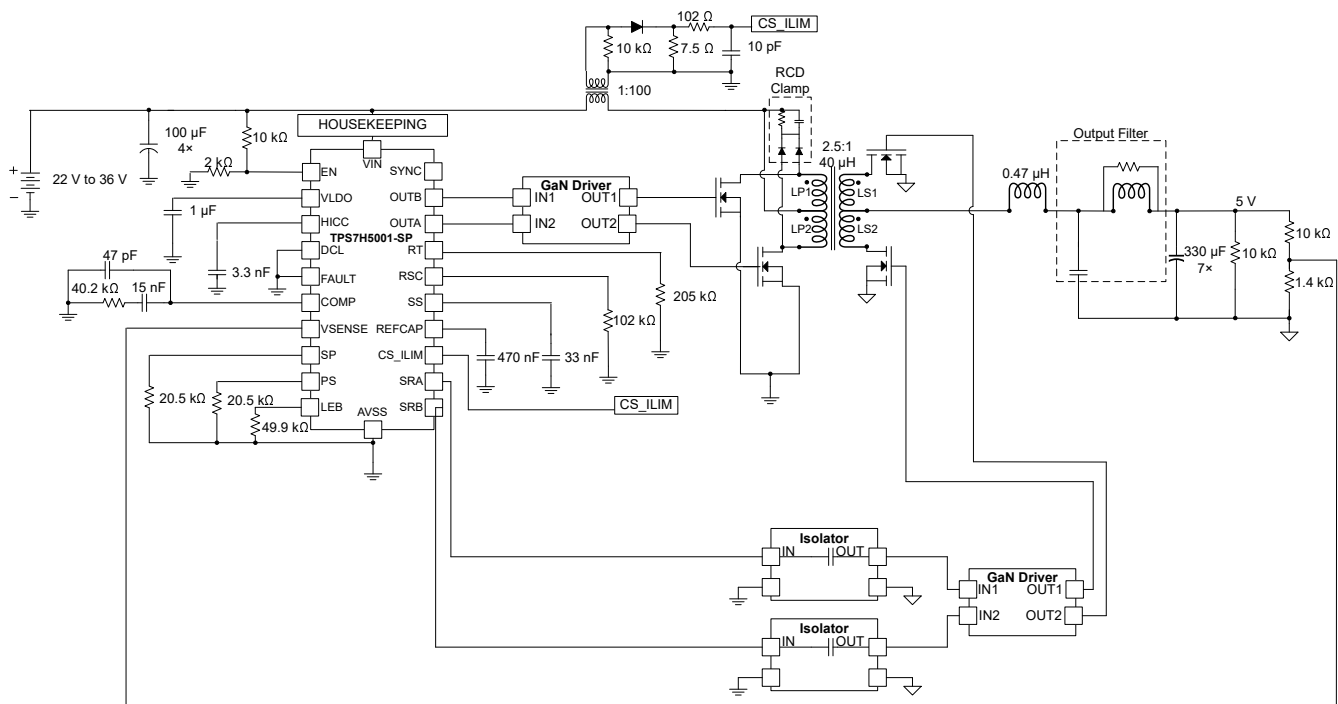 102 Ω
CS_ILIM
10 kΩ
7.5 Ω
10 pF
1:100
RCD
Clamp
HOUSEKEEPING
100 µF
4×
10 kΩ
2 kΩ
22 V to 36 V
+
–
VIN
EN
SYNC
VLDO
OUTB
HICC
OUTA
TPS7H5001-SP
DCL
RT
FAULT
RSC
COMP
SS
VSENSE
REFCAP
SP
CS_ILIM
PS
SRA
LEB
SRB
AVSS
1 µF
3.3 nF
47 pF
40.2 kΩ
15 nF
20.5 kΩ
20.5 kΩ
49.9 kΩ
GaN Driver
IN1
OUT1
IN2
OUT2
205 kΩ
102 kΩ
470 nF
33 nF
CS_ILIM
2.5:1
40 µH
LP1
LS1
LP2
LS2
0.47 µH
Output Filter
5 V
330 µF
7×
10 kΩ
10 kΩ
1.4 kΩ
Isolator
IN
OUT
Isolator
IN
OUT
GaN Driver
IN1
OUT1
IN2
OUT2